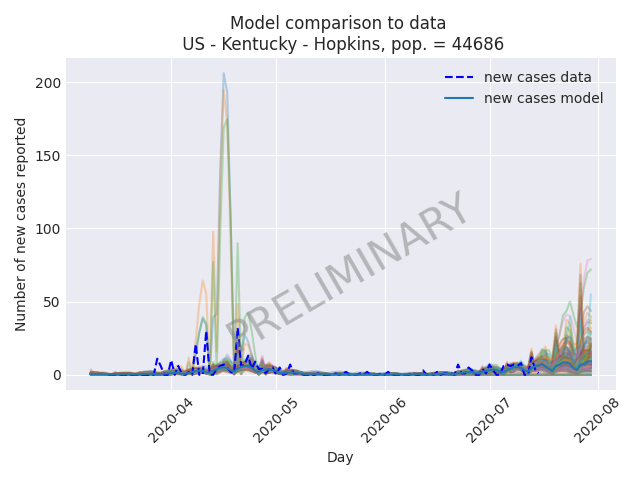 Model comparison to data
US - Kentucky - Hopkins, pop. = 44686
new cases data
new cases model
Number of new cases reported
200
150
100
50
0
PRELIMINARY
2020-04
2020-05
2020-06
2020-07
2020-08
Day